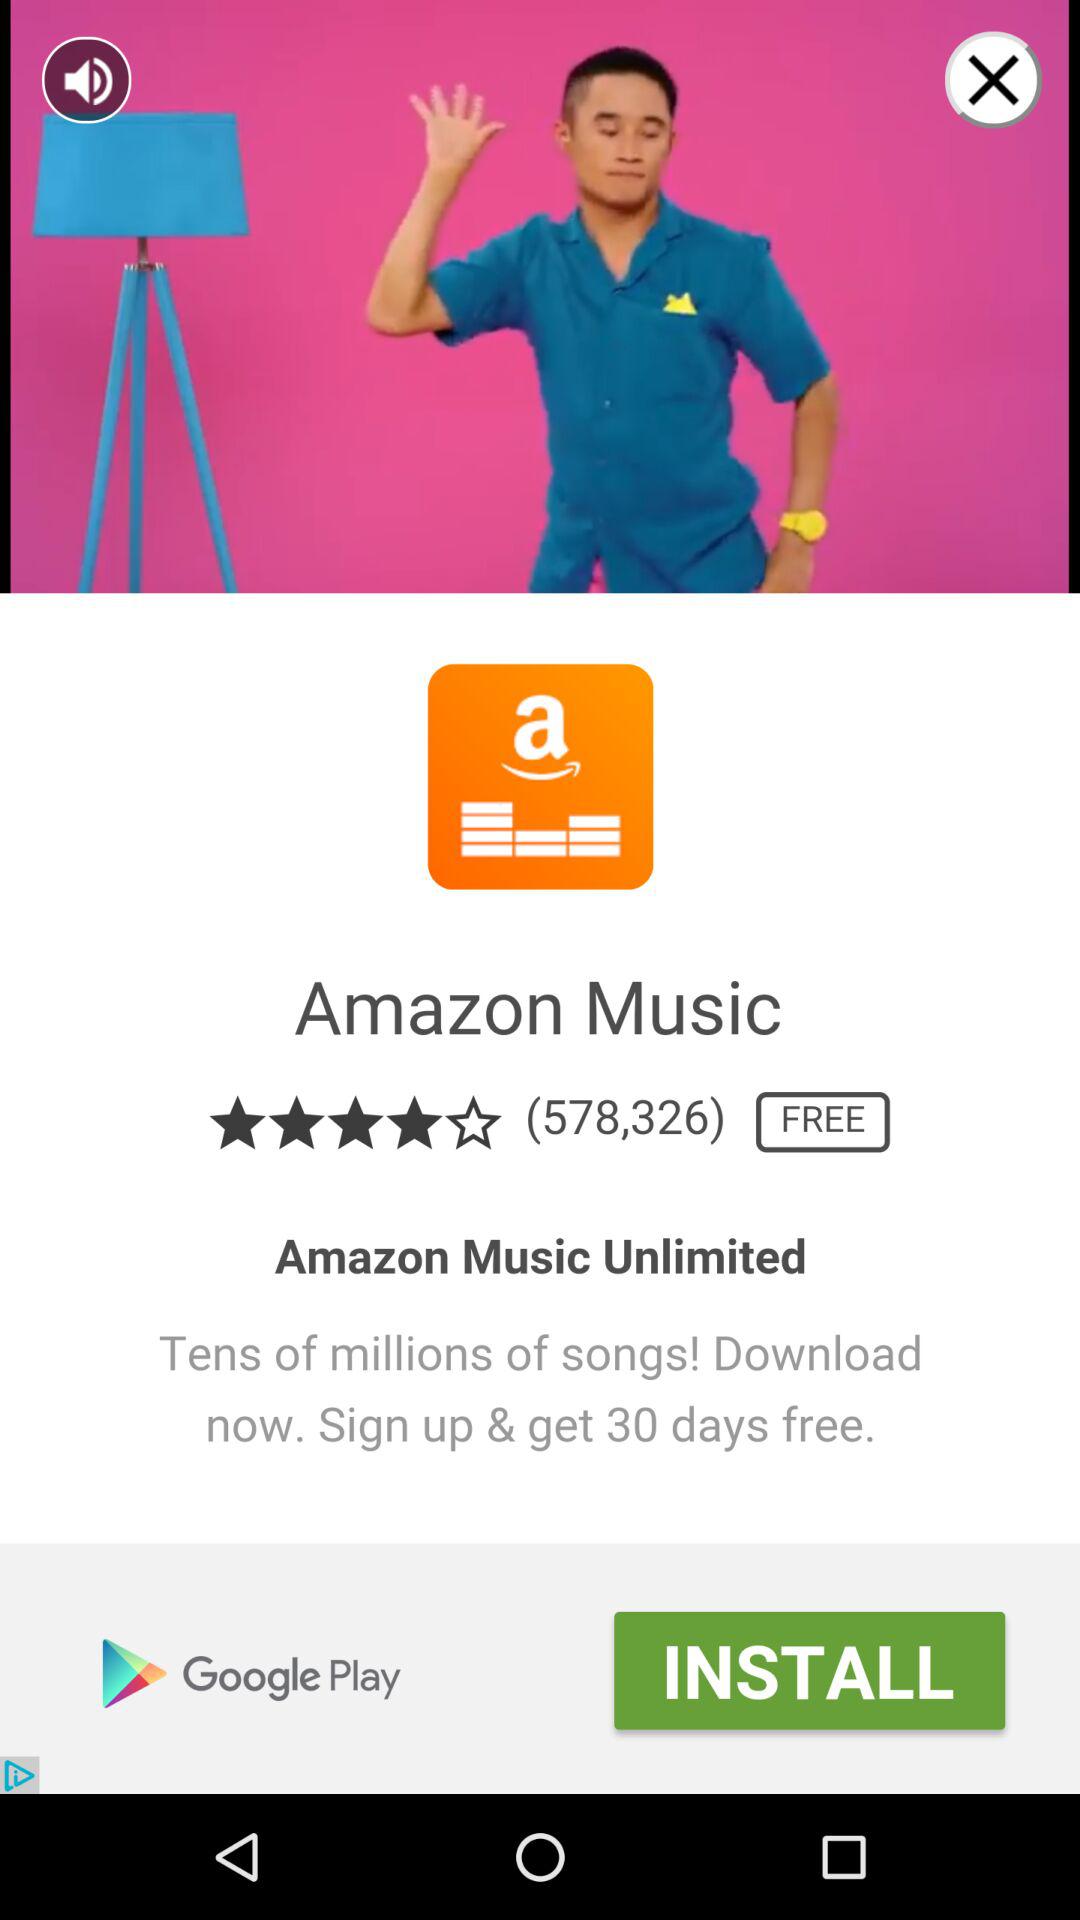 a
Amazon Music
(578,326) FREE
Amazon Music Unlimited
Tens of millions of songs! Download
now. Sign up & get 30 days free.
Google Play
INSTALL